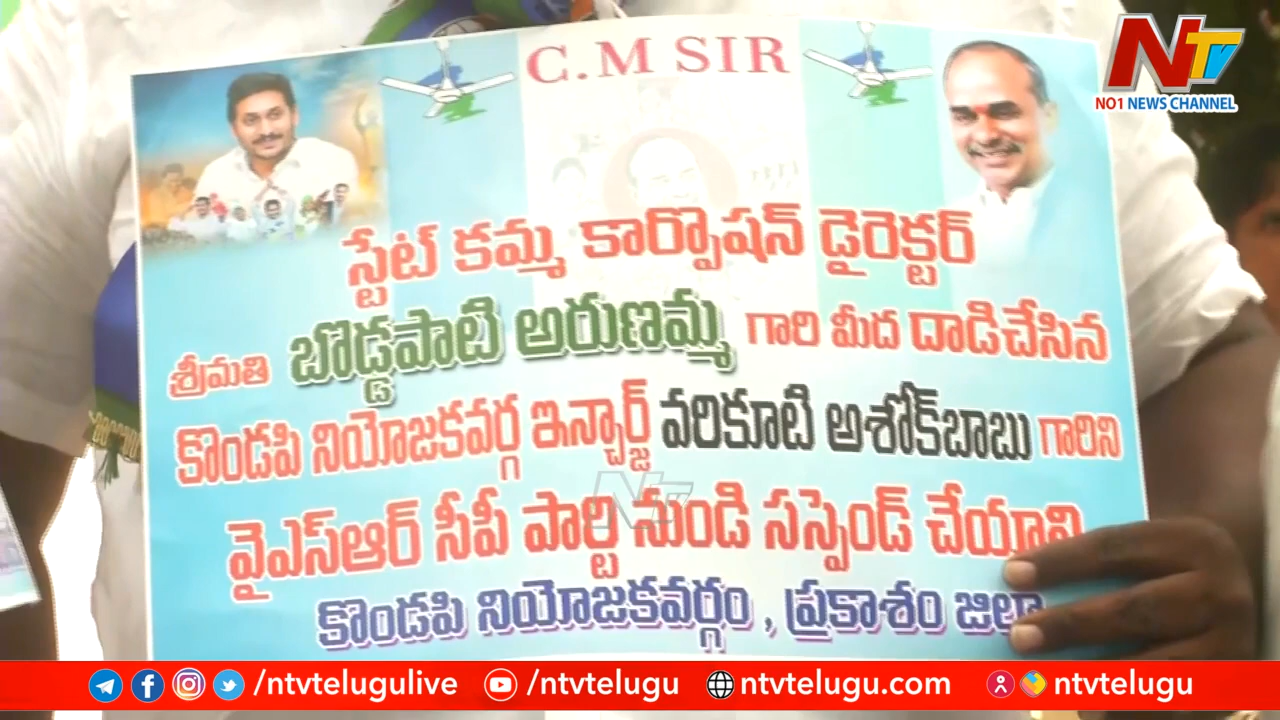 C.M SIR
NTV
NO1 NEWS CHANNEL
స్టేట్ కమ్మ కార్పొషన్ డైరెక్టర్
శ్రీమతి బొడ్డపాటి అరుణమ్మ గారి మీద దాడిచేసిన
కొండపి నియోజకవర్గ ఇన్చార్జ్ వరికూటి అశోక్‌బాబు గారిని
వైఎస్ఆర్ సీపీ పార్టి నుండి సస్పెండ్ చేయాలి
కొండపి నియోజకవర్గం , ప్రకాశం జిల్లా
NTV
/ntvtelugulive /ntvtelugu ntvtelugu.com ntvtelugu